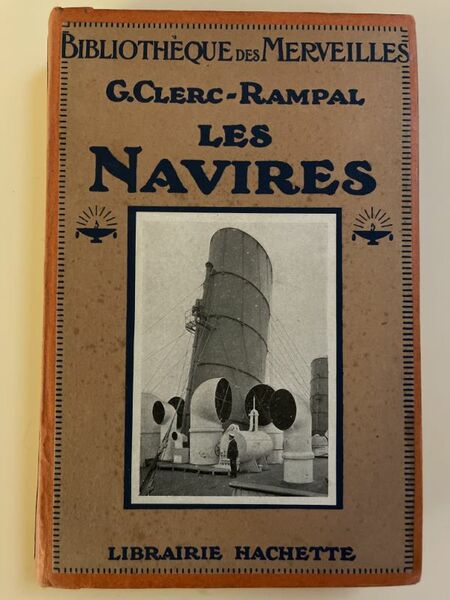 BIBLIOTHÈQUE DES MERVEILLES
G. CLERC-RAMPAL
LES
NAVIRES
LIBRAIRIE HACHETTE